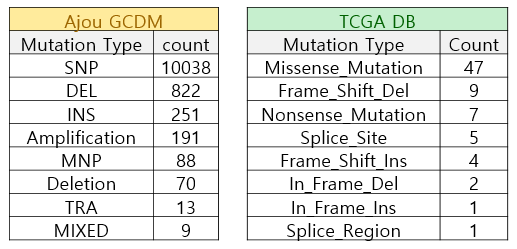 Ajou GCDM
Mutation Type count
SNP 10038
DEL 822
INS 251
Amplification 191
MNP 88
Deletion 70
TRA 13
MIXED 9
TCGA DB
Mutation Type Count
Missense_Mutation 47
Frame_Shift_Del 9
Nonsense_Mutation 7
Splice_Site 5
Frame_Shift_Ins 4
In_Frame_Del 2
In_Frame_Ins 1
Splice_Region 1